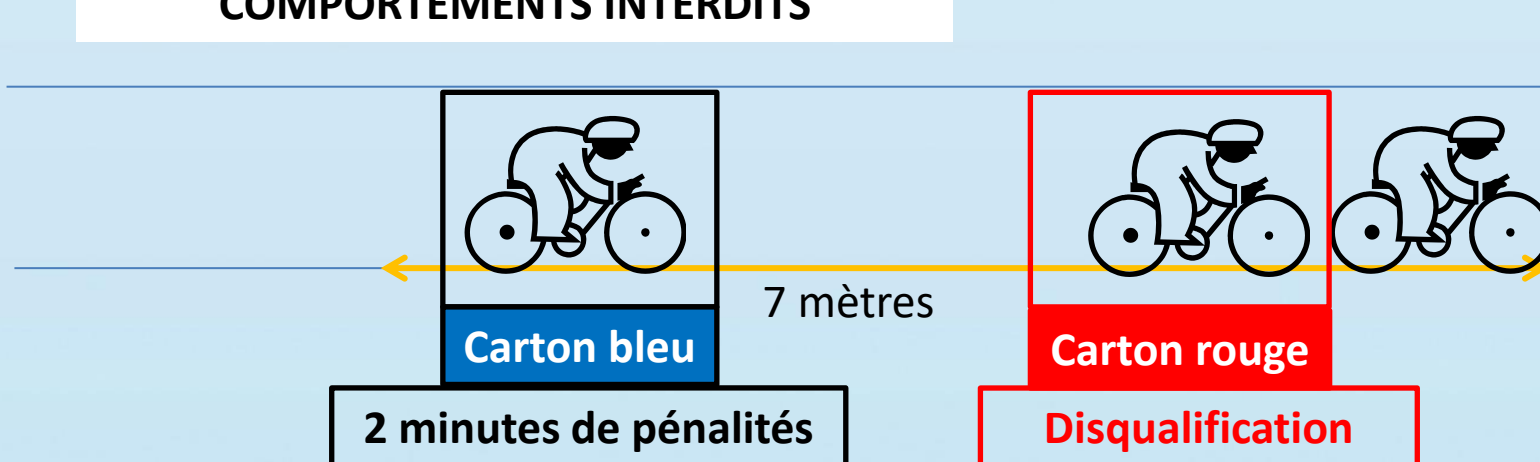 COMPORTEMENTS INTERDITS
7 mètres
Carton bleu
Carton rouge
2 minutes de pénalités
Disqualification